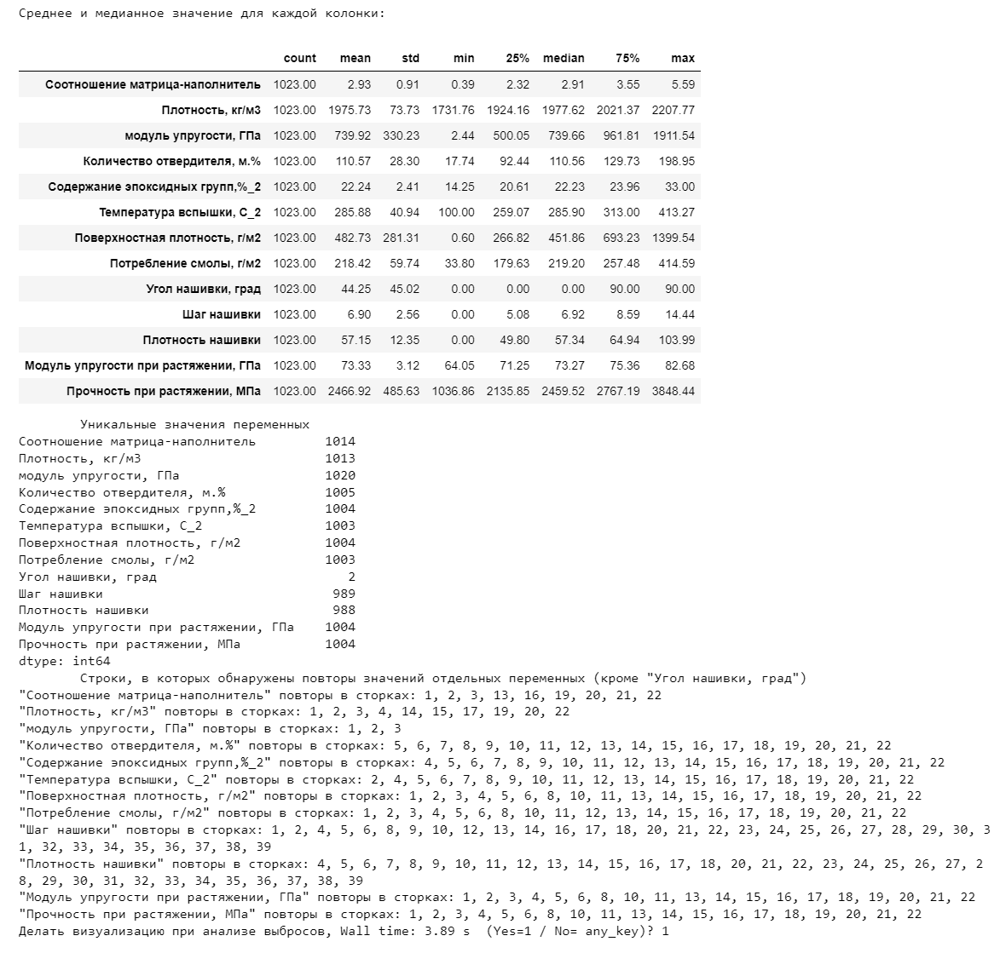 Среднее и медианное значение для каждой колонки:
count mean std min 25% median 75% max
Соотношение матрица-наполнитель 1023.00 2.93 0.91 0.39 2.32 2.91 3.55 5.59
Плотность, кг/м3 1023.00 1975.73 73.73 1731.76 1924.16 1977.62 2021.37 2207.77
модуль упругости, ГПа 1023.00 739.92 330.23 2.44 500.05 739.66 961.81 1911.54
Количество отвердителя, м.% 1023.00 110.57 28.30 17.74 92.44 110.56 129.73 198.95
Содержание эпоксидных групп,%_2 1023.00 22.24 2.41 14.25 20.61 22.23 23.96 33.00
Температура вспышки, С_2 1023.00 285.88 40.94 100.00 259.07 285.90 313.00 413.27
Поверхностная плотность, г/м2 1023.00 482.73 281.31 0.60 266.82 451.86 693.23 1399.54
Потребление смолы, г/м2 1023.00 218.42 59.74 33.80 179.63 219.20 257.48 414.59
Угол нашивки, град 1023.00 44.25 45.02 0.00 0.00 0.00 90.00 90.00
Шаг нашивки 1023.00 6.90 2.56 0.00 5.08 6.92 8.59 14.44
Плотность нашивки 1023.00 57.15 12.35 0.00 49.80 57.34 64.94 103.99
Модуль упругости при растяжении, ГПа 1023.00 73.33 3.12 64.05 71.25 73.27 75.36 82.68
Прочность при растяжении, МПа 1023.00 2466.92 485.63 1036.86 2135.85 2459.52 2767.19 3848.44
Уникальные значения переменных
Соотношение матрица-наполнитель 1014
Плотность, кг/м3 1013
модуль упругости, ГПа 1020
Количество отвердителя, м.% 1005
Содержание эпоксидных групп,%_2 1004
Температура вспышки, С_2 1003
Поверхностная плотность, г/м2 1004
Потребление смолы, г/м2 1003
Угол нашивки, град 2
Шаг нашивки 989
Плотность нашивки 988
Модуль упругости при растяжении, ГПа 1004
Прочность при растяжении, МПа 1004
dtype: int64
Строки, в которых обнаружены повторы значений отдельных переменных (кроме "Угол нашивки, град")
"Соотношение матрица-наполнитель" повторы в сторках: 1, 2, 3, 13, 16, 19, 20, 21, 22
"Плотность, кг/м3" повторы в сторках: 1, 2, 3, 4, 14, 15, 17, 19, 20, 22
"модуль упругости, ГПа" повторы в сторках: 1, 2, 3
"Количество отвердителя, м.%" повторы в сторках: 5, 6, 7, 8, 9, 10, 11, 12, 13, 14, 15, 16, 17, 18, 19, 20, 21, 22
"Содержание эпоксидных групп,%_2" повторы в сторках: 4, 5, 6, 7, 8, 9, 10, 11, 12, 13, 14, 15, 16, 17, 18, 19, 20, 21, 22
"Температура вспышки, С_2" повторы в сторках: 2, 4, 5, 6, 7, 8, 9, 10, 11, 12, 13, 14, 15, 16, 17, 18, 19, 20, 21, 22
"Поверхностная плотность, г/м2" повторы в сторках: 1, 2, 3, 4, 5, 6, 8, 10, 11, 13, 14, 15, 16, 17, 18, 19, 20, 21, 22
"Потребление смолы, г/м2" повторы в сторках: 1, 2, 3, 4, 5, 6, 8, 10, 11, 12, 13, 14, 15, 16, 17, 18, 19, 20, 21, 22
"Шаг нашивки" повторы в сторках: 1, 2, 4, 5, 6, 8, 9, 10, 12, 13, 14, 16, 17, 18, 20, 21, 22, 23, 24, 25, 26, 27, 28, 29, 30, 3
1, 32, 33, 34, 35, 36, 37, 38, 39
"Плотность нашивки" повторы в сторках: 4, 5, 6, 7, 8, 9, 10, 11, 12, 13, 14, 15, 16, 17, 18, 20, 21, 22, 23, 24, 25, 26, 27, 2
8, 29, 30, 31, 32, 33, 34, 35, 36, 37, 38, 39
"Модуль упругости при растяжении, ГПа" повторы в сторках: 1, 2, 3, 4, 5, 6, 8, 10, 11, 13, 14, 15, 16, 17, 18, 19, 20, 21, 22
"Прочность при растяжении, МПа" повторы в сторках: 1, 2, 3, 4, 5, 6, 8, 10, 11, 13, 14, 15, 16, 17, 18, 19, 20, 21, 22
Делать визуализацию при анализе выбросов, Wall time: 3.89 s (Yes=1 / No= any_key)? 1